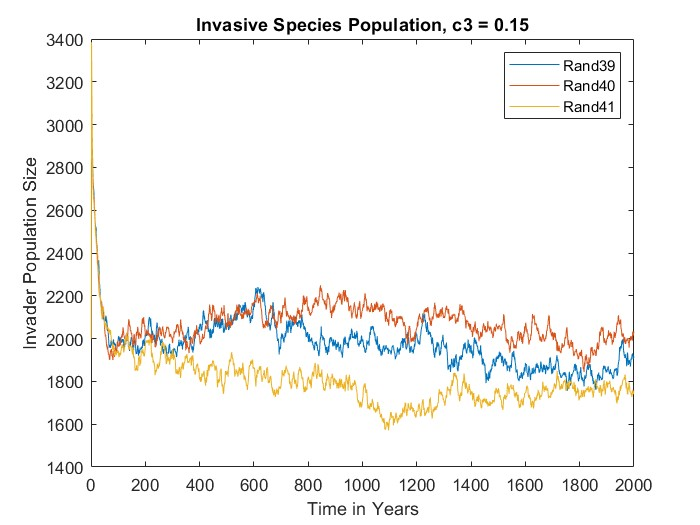 Invasive Species Population, c3 = 0.15
3400
3200
3000
2800
2600
2400
2200
2000
1800
1600
1400
Invader Population Size
Rand39
Rand40
Rand41
0 200 400 600 800 1000 1200 1400 1600 1800 2000
Time in Years